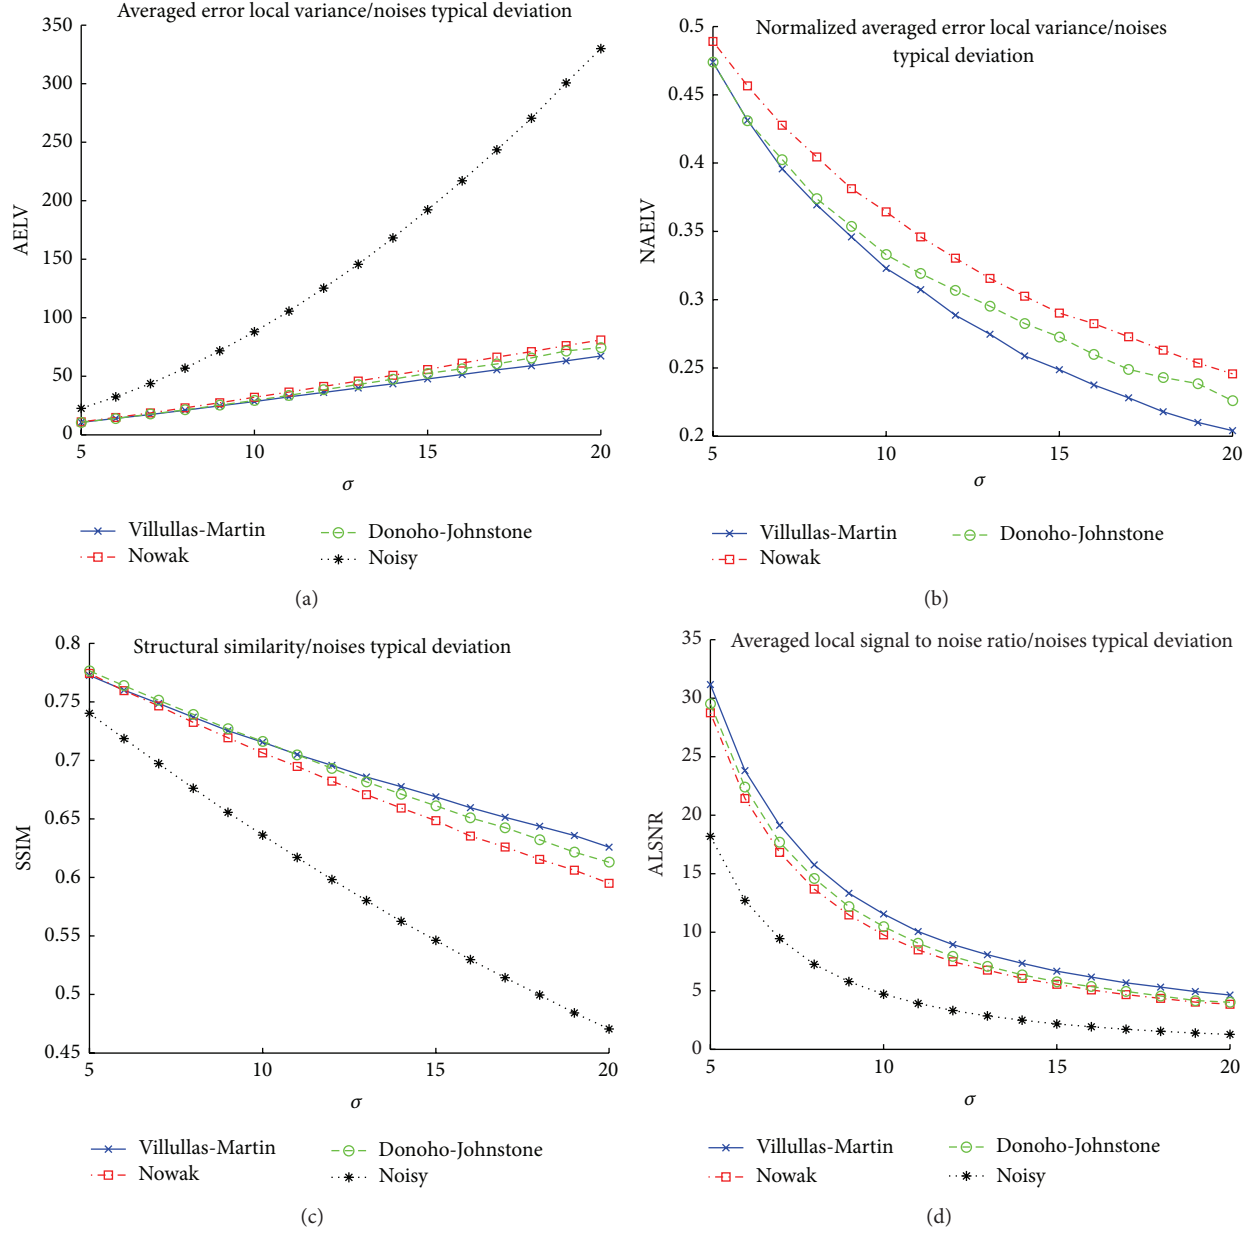 Averaged error local variance/noises typical deviation
350
300
250
200
150
100
50
0
AELV
5
10
15
20
σ
Villullas-Martin
Nowak
Donoho-Johnstone
Noisy
(a)
Normalized averaged error local variance/noises
typical deviation
0.5
0.45
0.4
0.35
0.3
0.25
0.2
NAELV
5
10
15
20
σ
Villullas-Martin
Nowak
Donoho-Johnstone
(b)
Structural similarity/noises typical deviation
0.8
0.75
0.7
0.65
0.6
0.55
0.5
0.45
SSIM
5
10
15
20
σ
Villullas-Martin
Nowak
Donoho-Johnstone
Noisy
(c)
Averaged local signal to noise ratio/noises typical deviation
35
30
25
20
15
10
5
0
ALSNR
5
10
15
20
σ
Villullas-Martin
Nowak
Donoho-Johnstone
Noisy
(d)